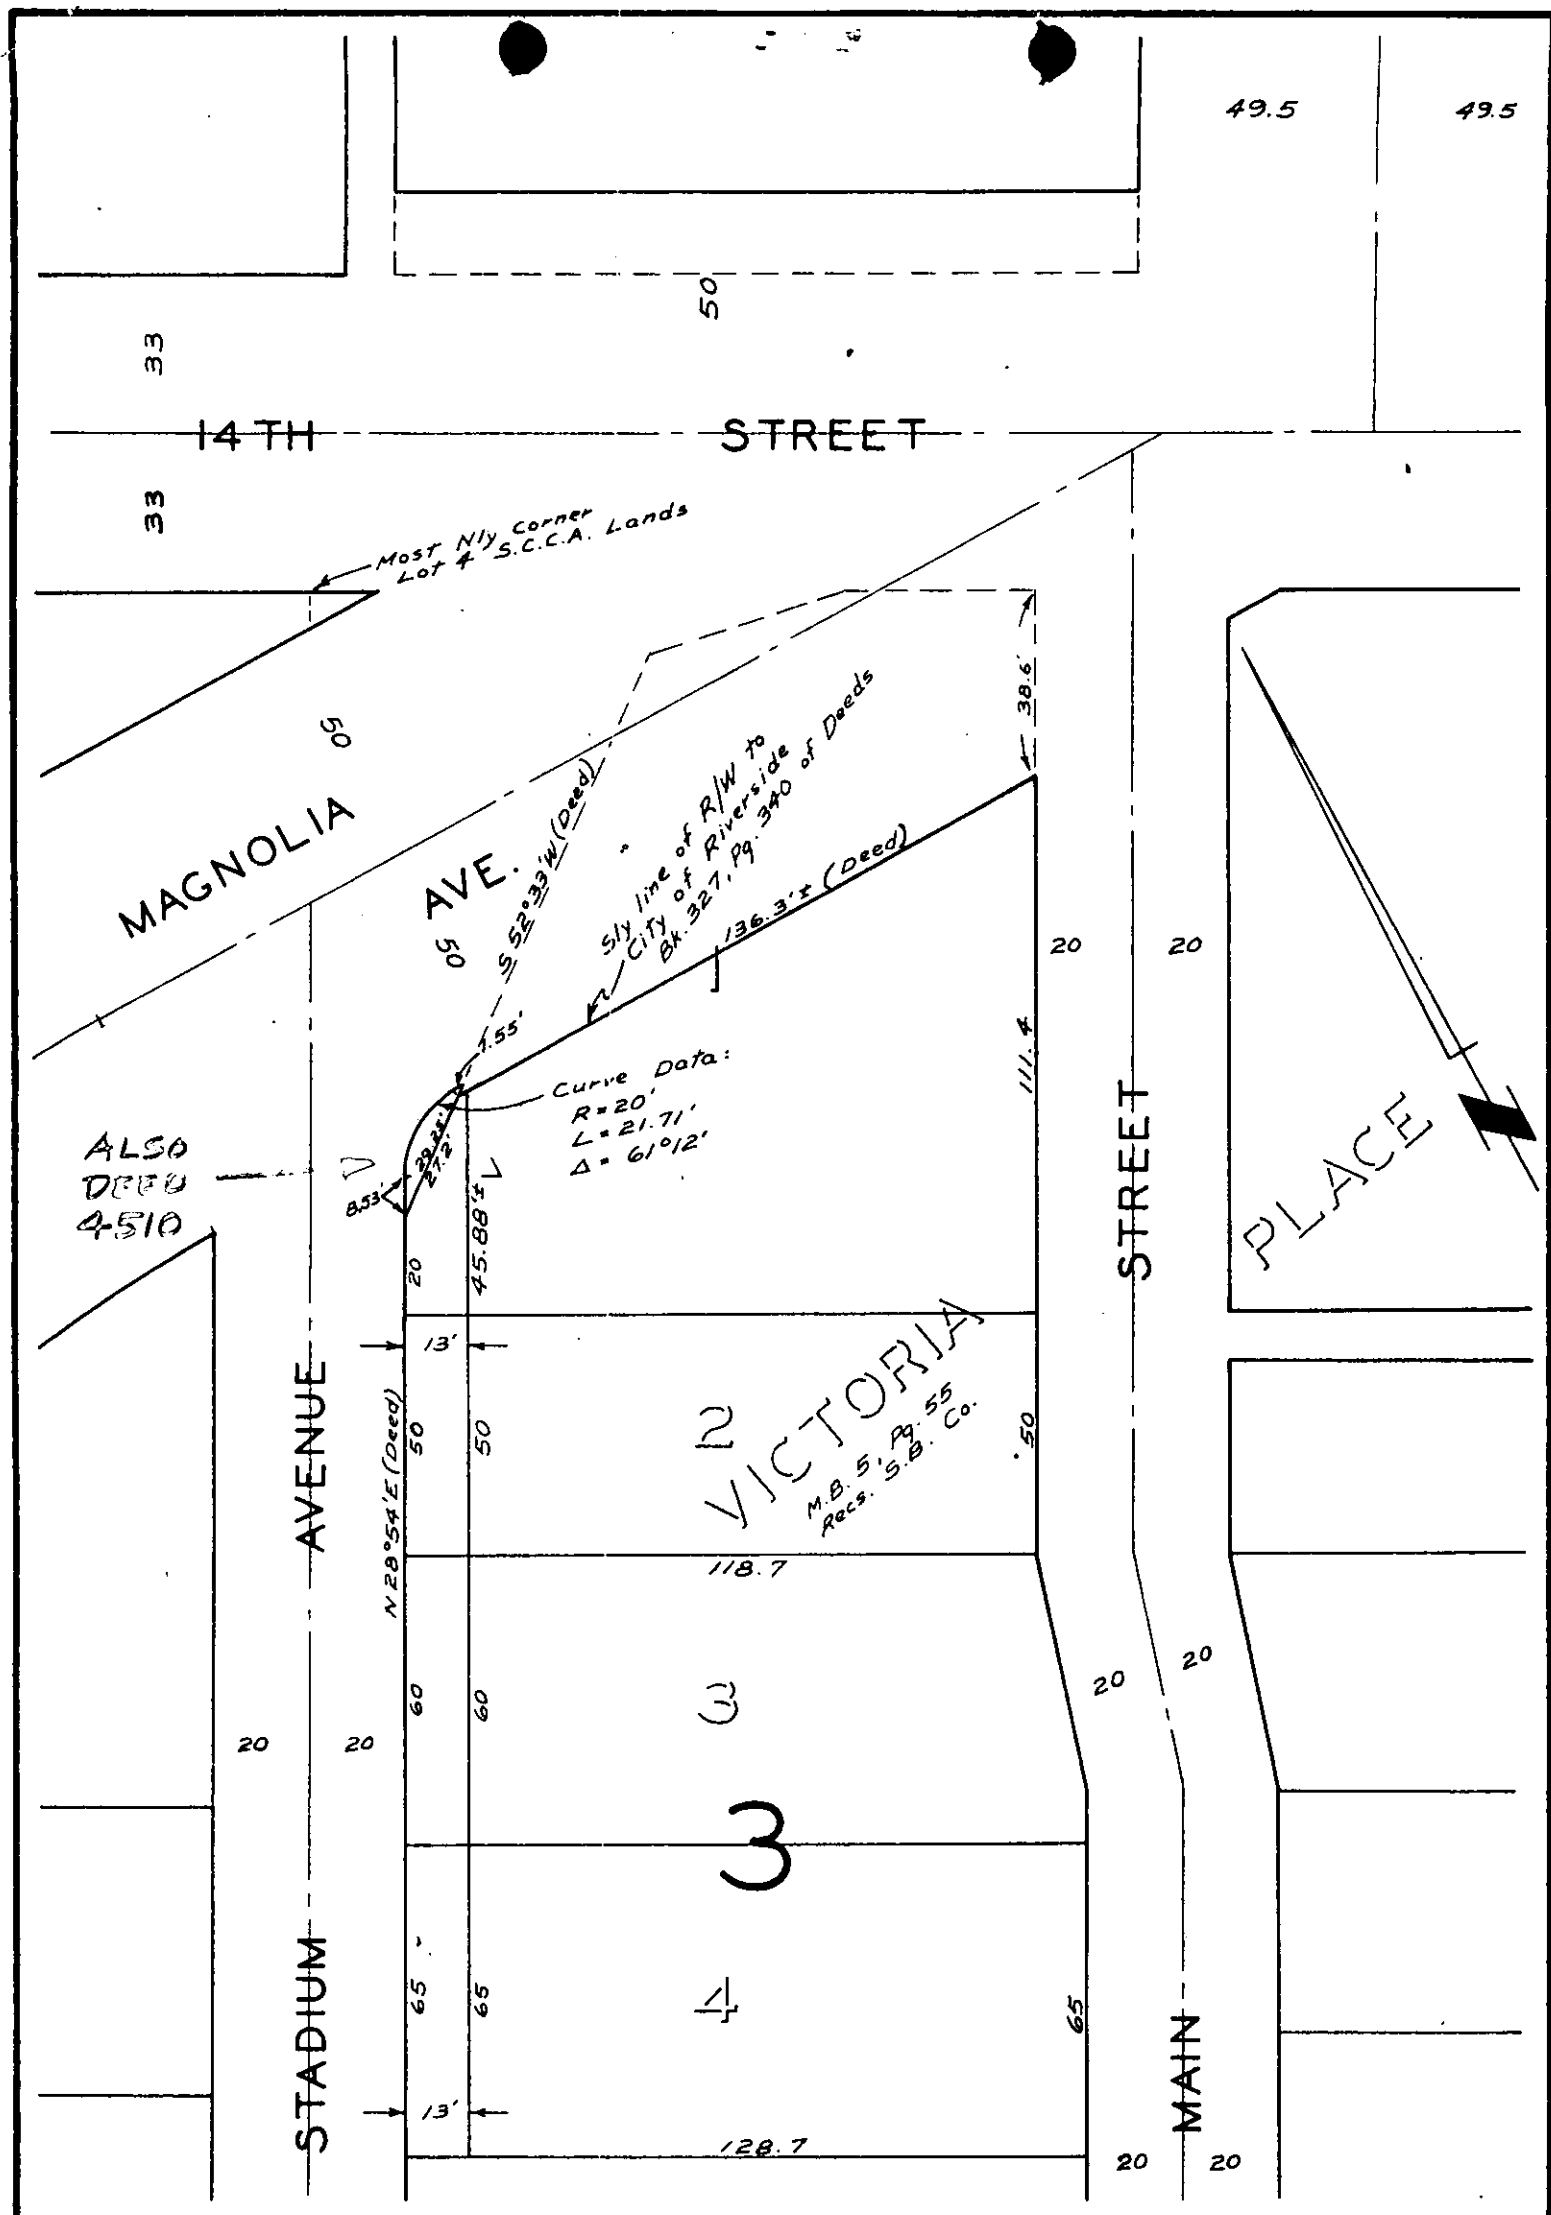 49.5
49.5
50
33
14TH STREET
33
Most Nly Corner
Lot 4 S.C.C.A. Lands
50
38.6'
MAGNOLIA AVE.
S 52°33'W (Deed)
Sly line of R/W to
City of Riverside
Bk. 327, Pg. 340 of Deeds
136.3'± (Deed)
50
1
20
20
1.55'
111.4
Curve Data:
R = 20'
L = 21.71'
Δ = 61°12'
ALSO
DEED
4510
27.2'
8.53'
20
45.88'±
PLACE
13'
N 28°54'E (Deed)
50
50
2
VICTORIA
M.B. 5, Pg. 55
Recs. S.B. Co.
50
118.7
60
60
3
20
20
20
20
3
65
65
4
65
13'
128.7
20
20
STADIUM AVENUE
MAIN STREET